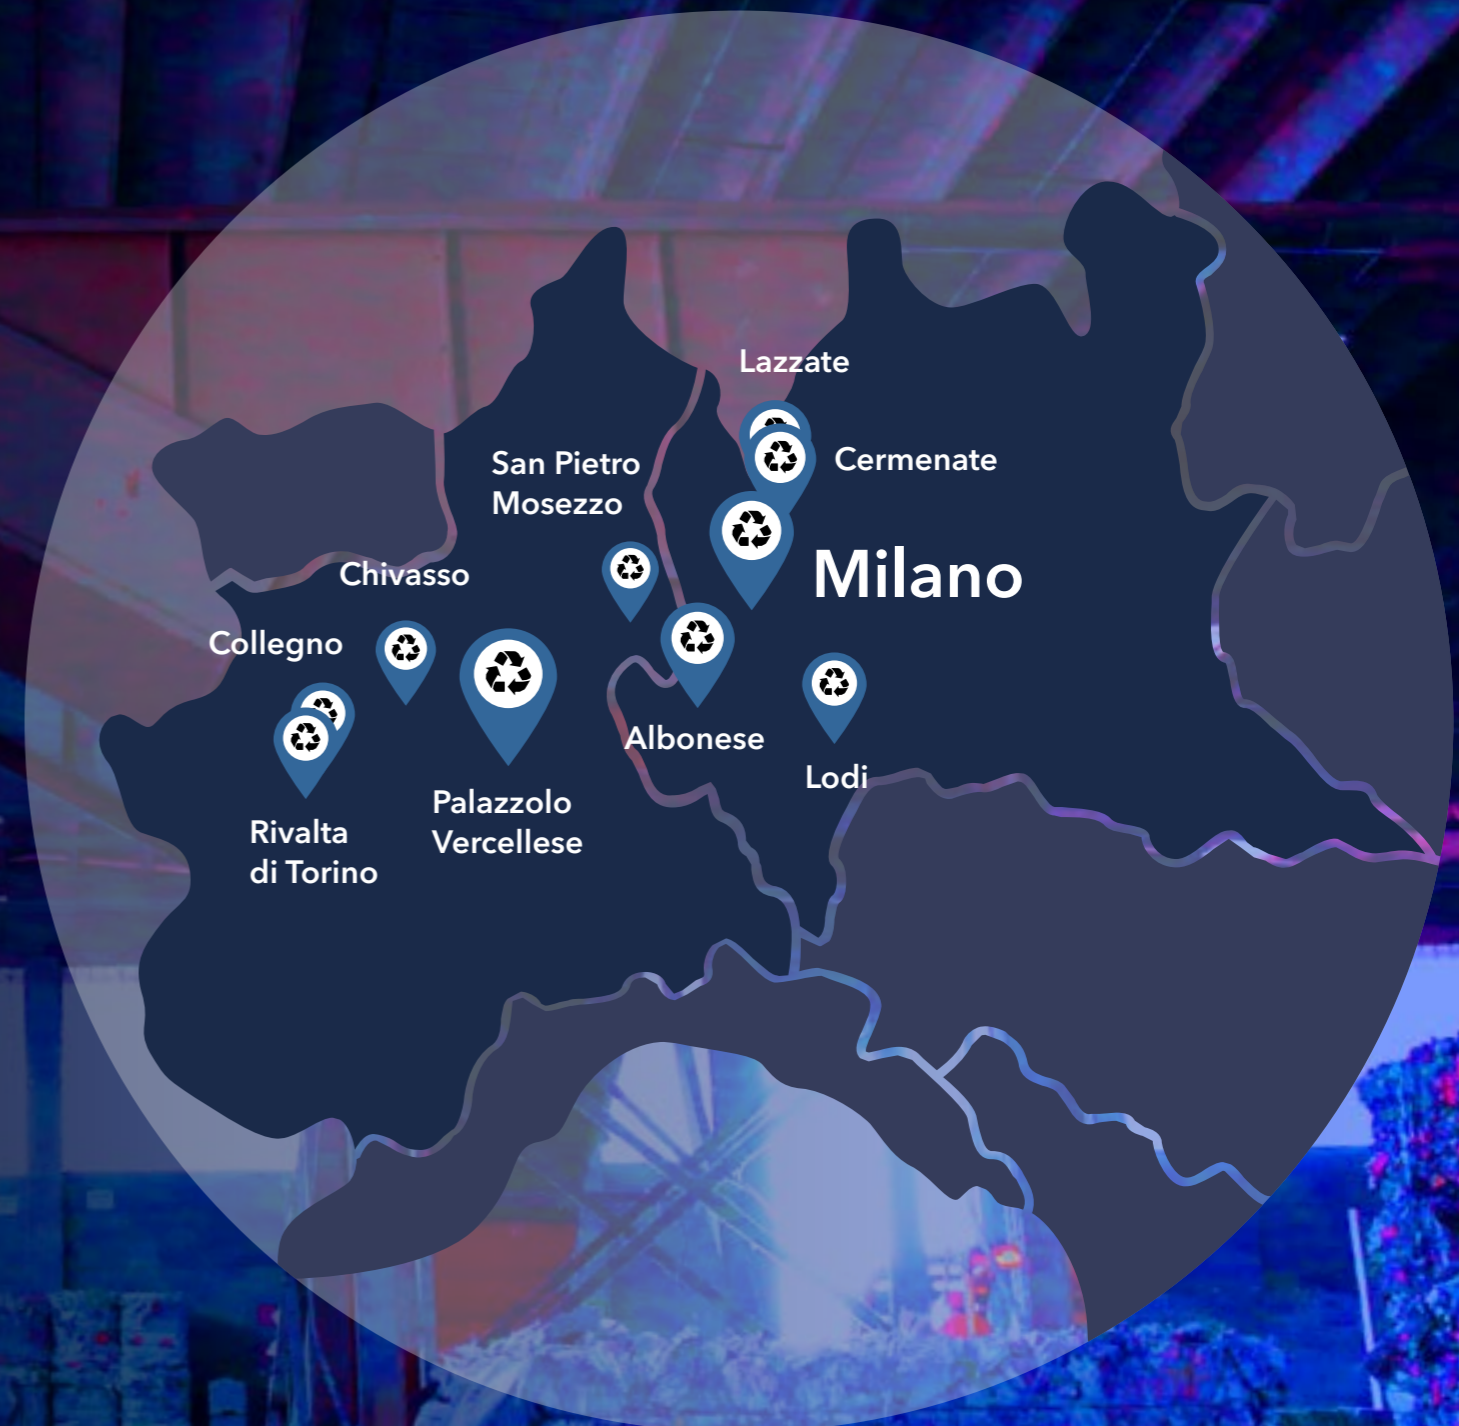 Lazzate
Cermenate
San Pietro
Mosezzo
Milano
Chivasso
Collegno
Albonese
Lodi
Palazzolo
Vercellese
Rivalta
di Torino